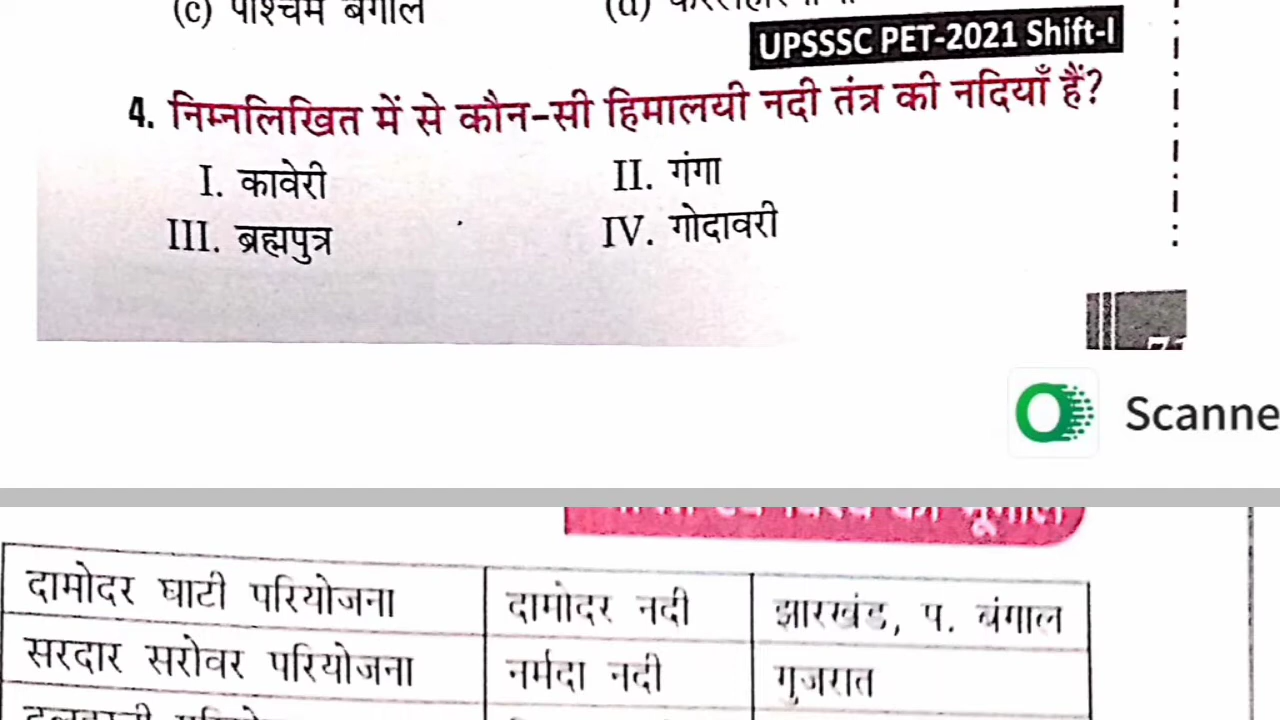 (c) पश्चिम बंगाल (d)
UPSSSC PET-2021 Shift-I
4. निम्नलिखित में से कौन-सी हिमालयी नदी तंत्र की नदियाँ हैं?
I. कावेरी II. गंगा
III. ब्रह्मपुत्र IV. गोदावरी
71
Scanne
दामोदर घाटी परियोजना दामोदर नदी झारखंड, प. बंगाल
सरदार सरोवर परियोजना नर्मदा नदी गुजरात